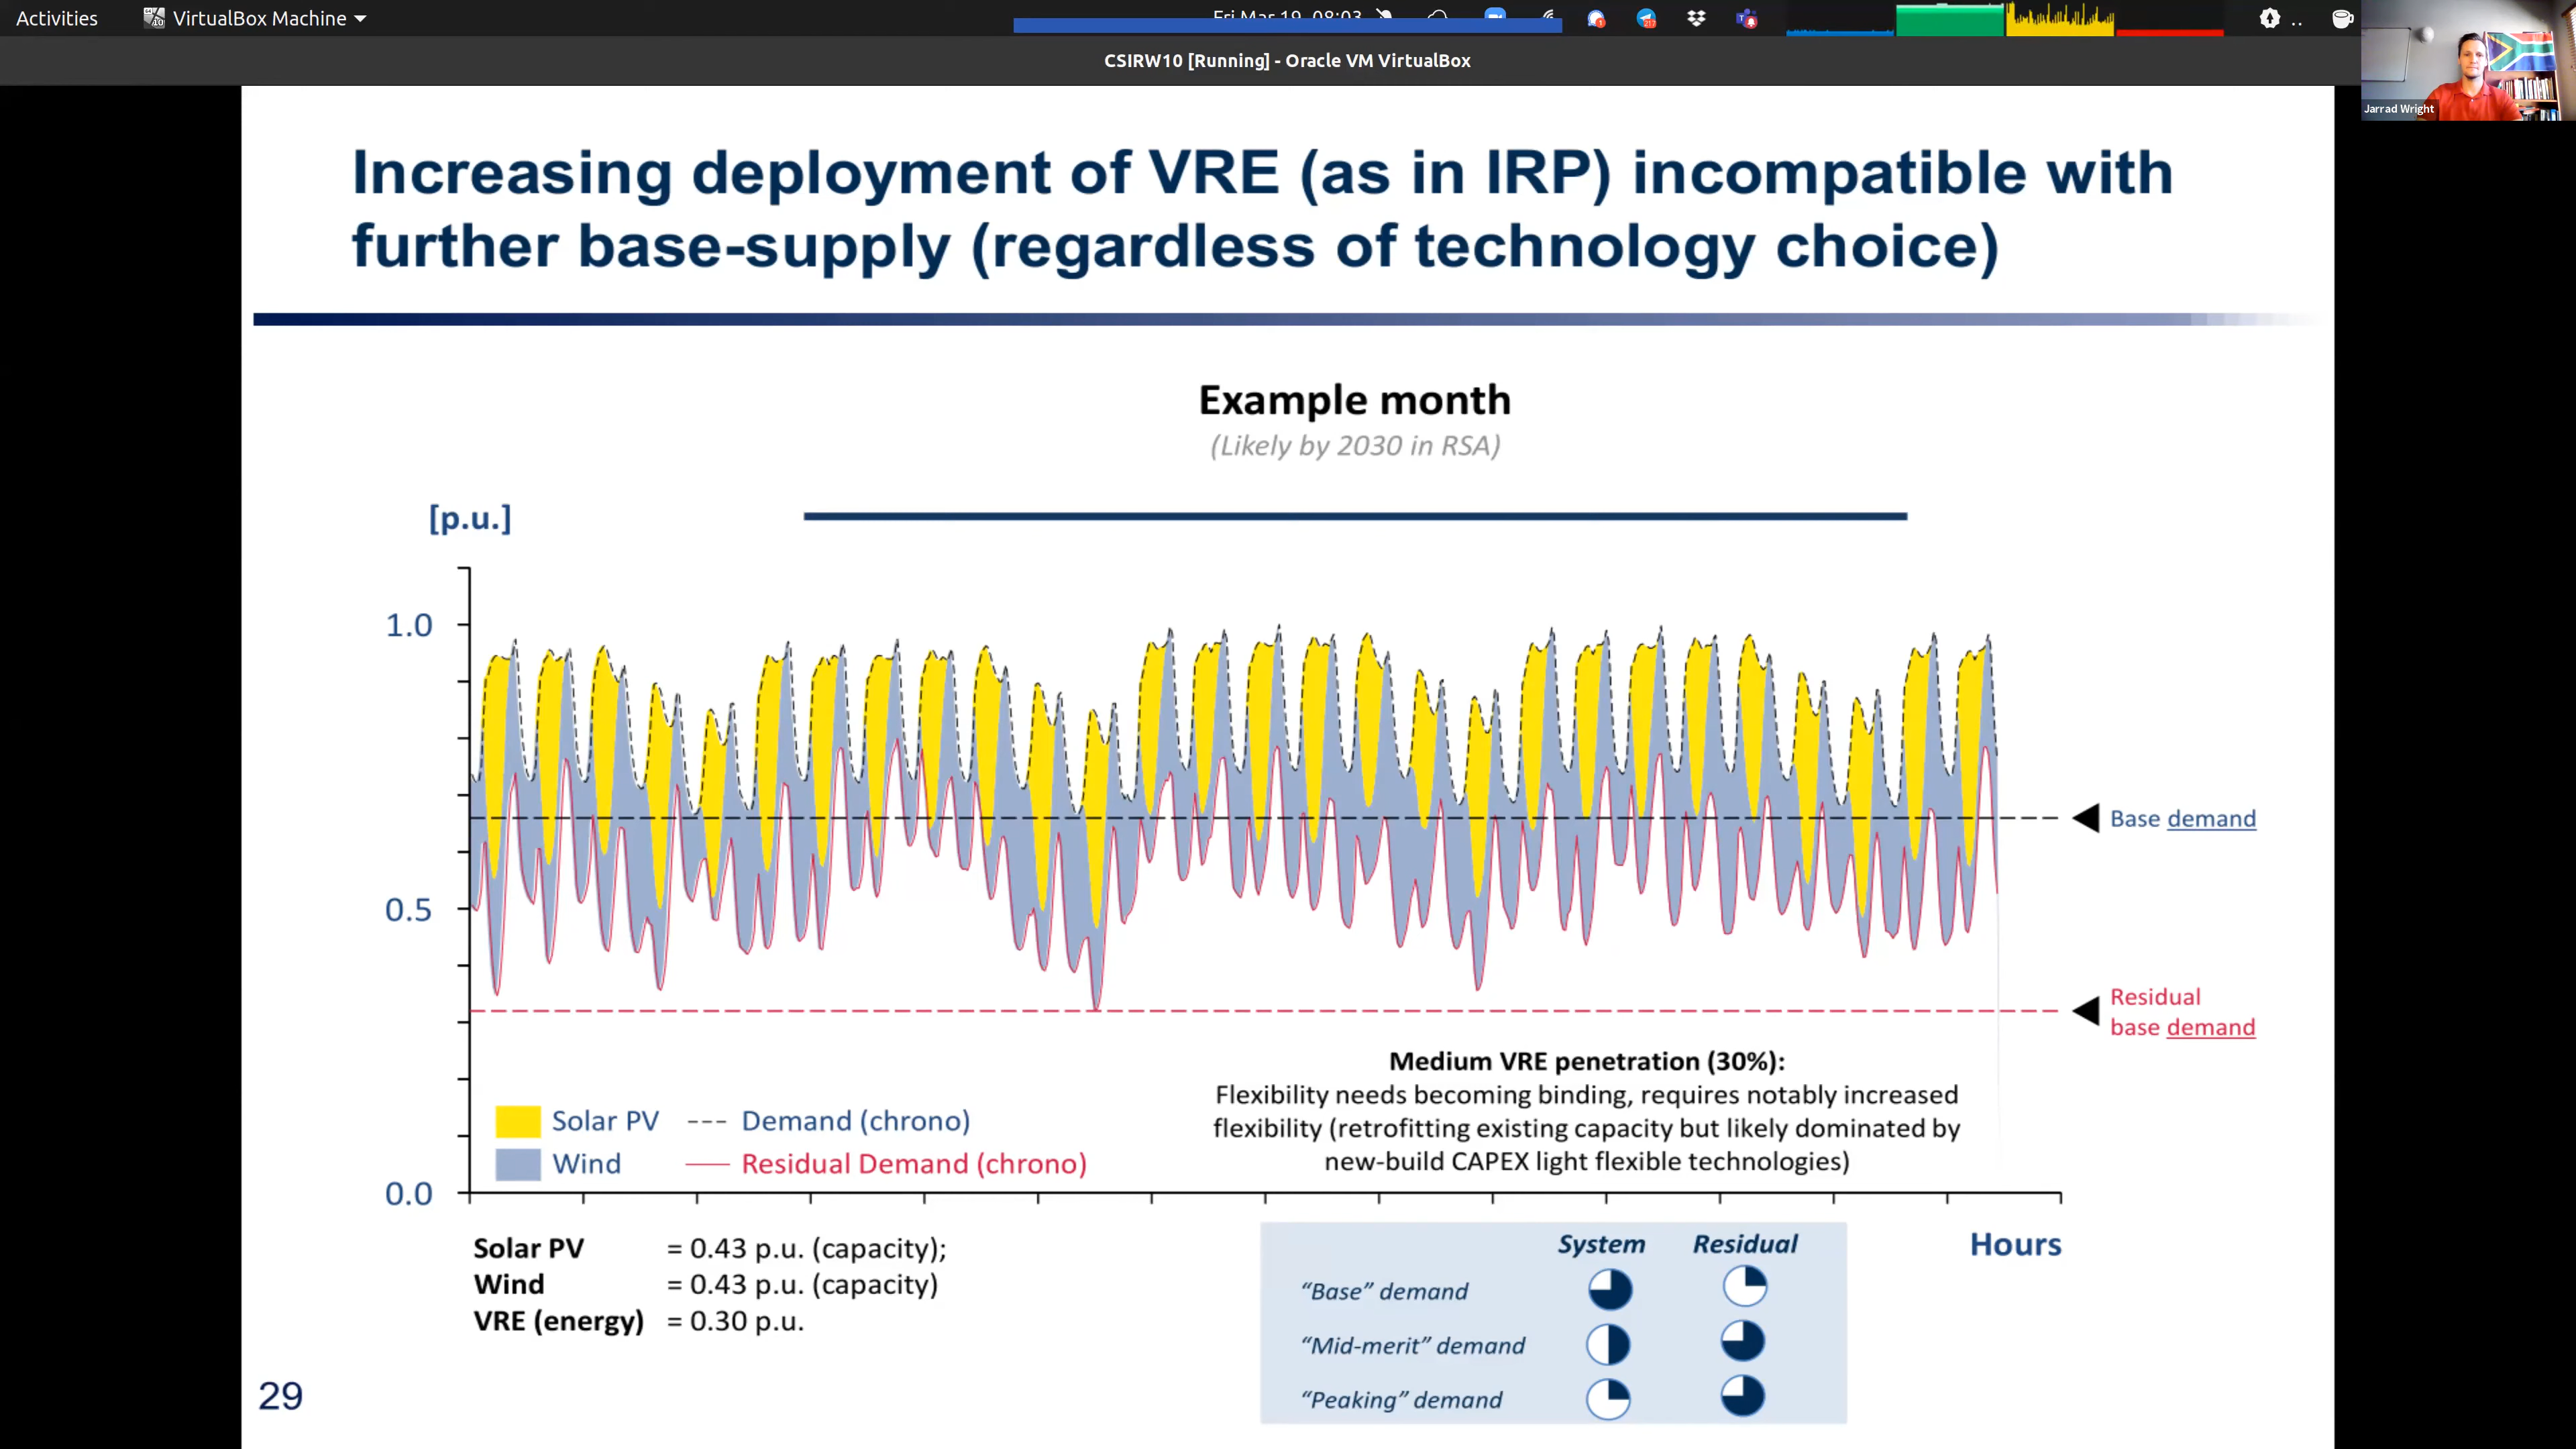 Activities
VirtualBox Machine
Fri Mar 19 08:03
CSIRW10 [Running] - Oracle VM VirtualBox
Jarrad Wright
Increasing deployment of VRE (as in IRP) incompatible with
further base-supply (regardless of technology choice)
Example month
(Likely by 2030 in RSA)
[p.u.]
1.0
0.5
0.0
Base demand
Residual
base demand
Medium VRE penetration (30%):
Flexibility needs becoming binding, requires notably increased
flexibility (retrofitting existing capacity but likely dominated by
new-build CAPEX light flexible technologies)
Solar PV --- Demand (chrono)
Wind Residual Demand (chrono)
Hours
Solar PV = 0.43 p.u. (capacity);
Wind = 0.43 p.u. (capacity)
VRE (energy) = 0.30 p.u.
System Residual
“Base” demand
“Mid-merit” demand
“Peaking” demand
29